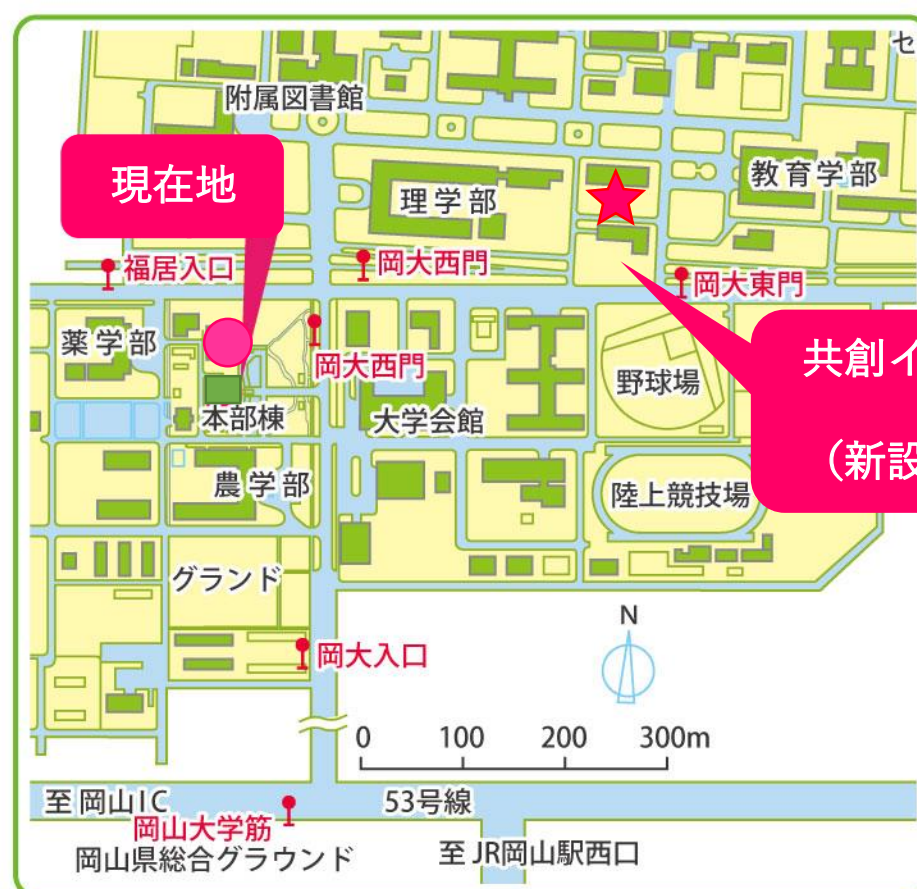 セ
附属図書館
現在地
理学部
教育学部
福居入口
岡大西門
岡大東門
薬学部
岡大西門
共創イ
野球場
本部棟
大学会館
(新設
農学部
陸上競技場
グランド
N
岡大入口
0 100 200 300m
至 岡山IC
53号線
岡山大学筋
岡山県総合グラウンド
至 JR岡山駅西口